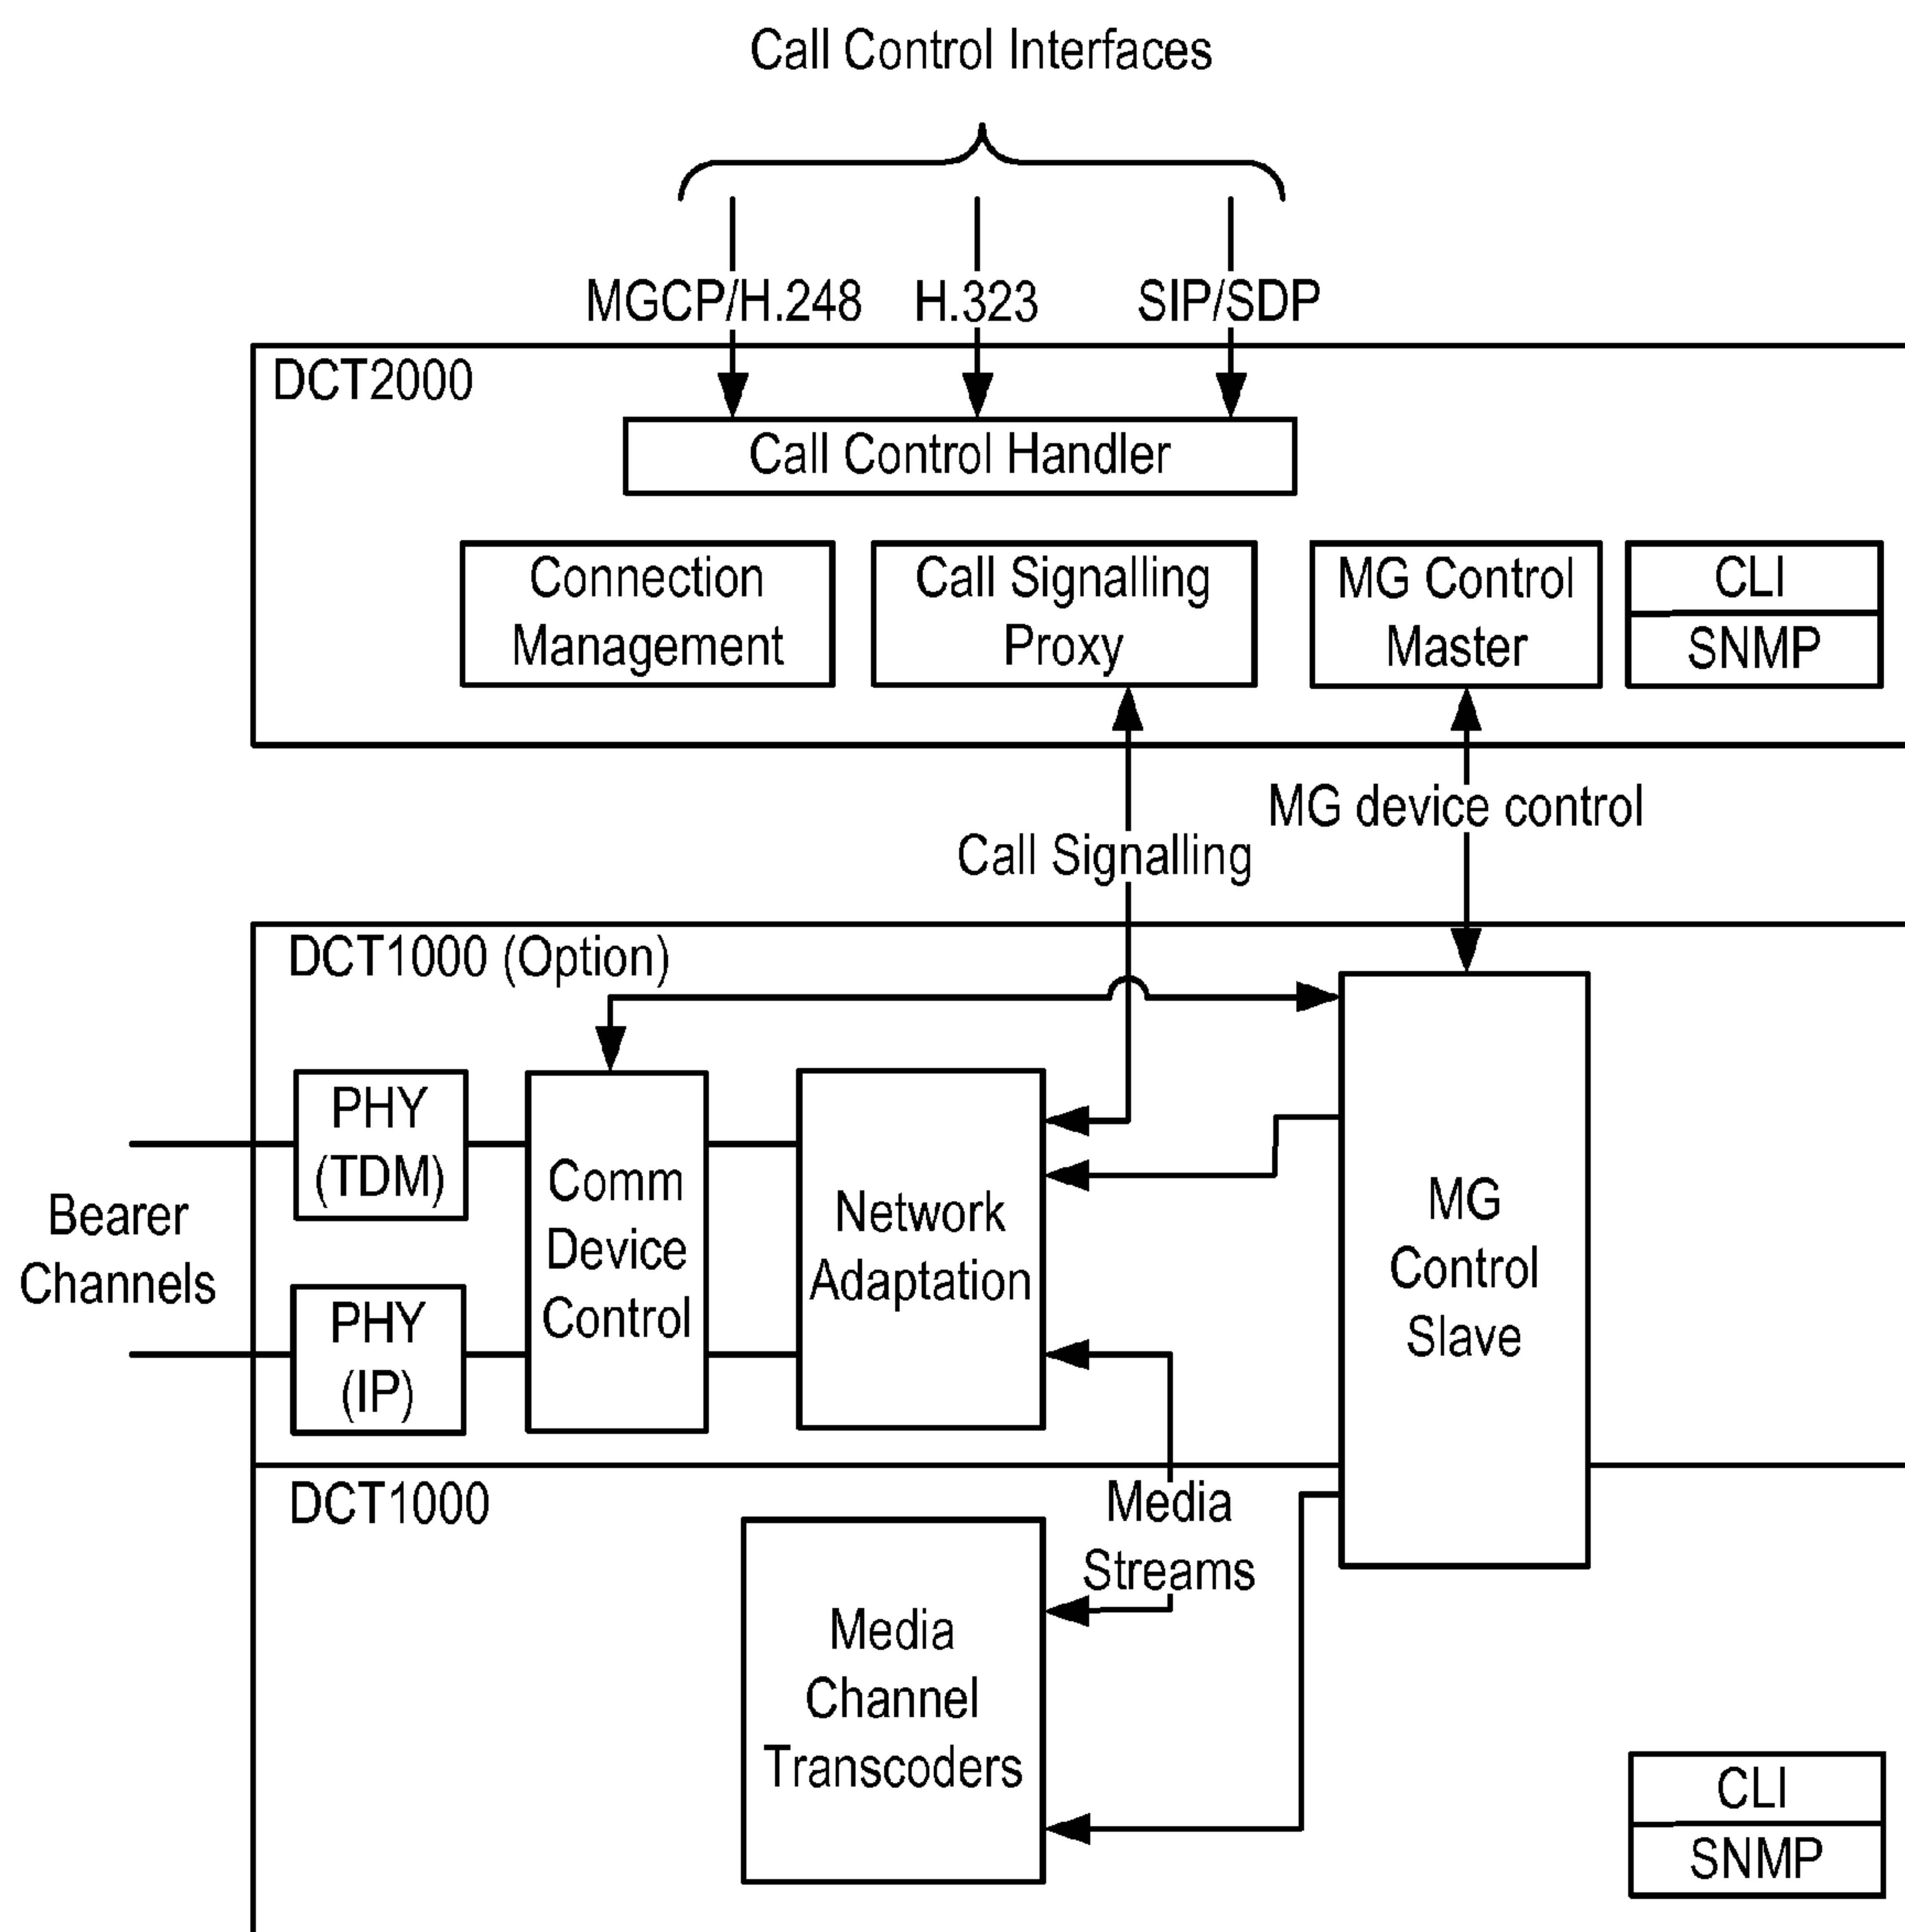 Call Control Interfaces
MGCP/H.248
H.323
SIP/SDP
DCT2000
Call Control Handler
Connection
Management
Call Signalling
Proxy
MG Control
Master
CLI
SNMP
MG device control
Call Signalling
DCT1000 (Option)
PHY
(TDM)
Bearer
Channels
PHY
(IP)
Comm
Device
Control
Network
Adaptation
MG
Control
Slave
DCT1000
Media
Streams
Media
Channel
Transcoders
CLI
SNMP